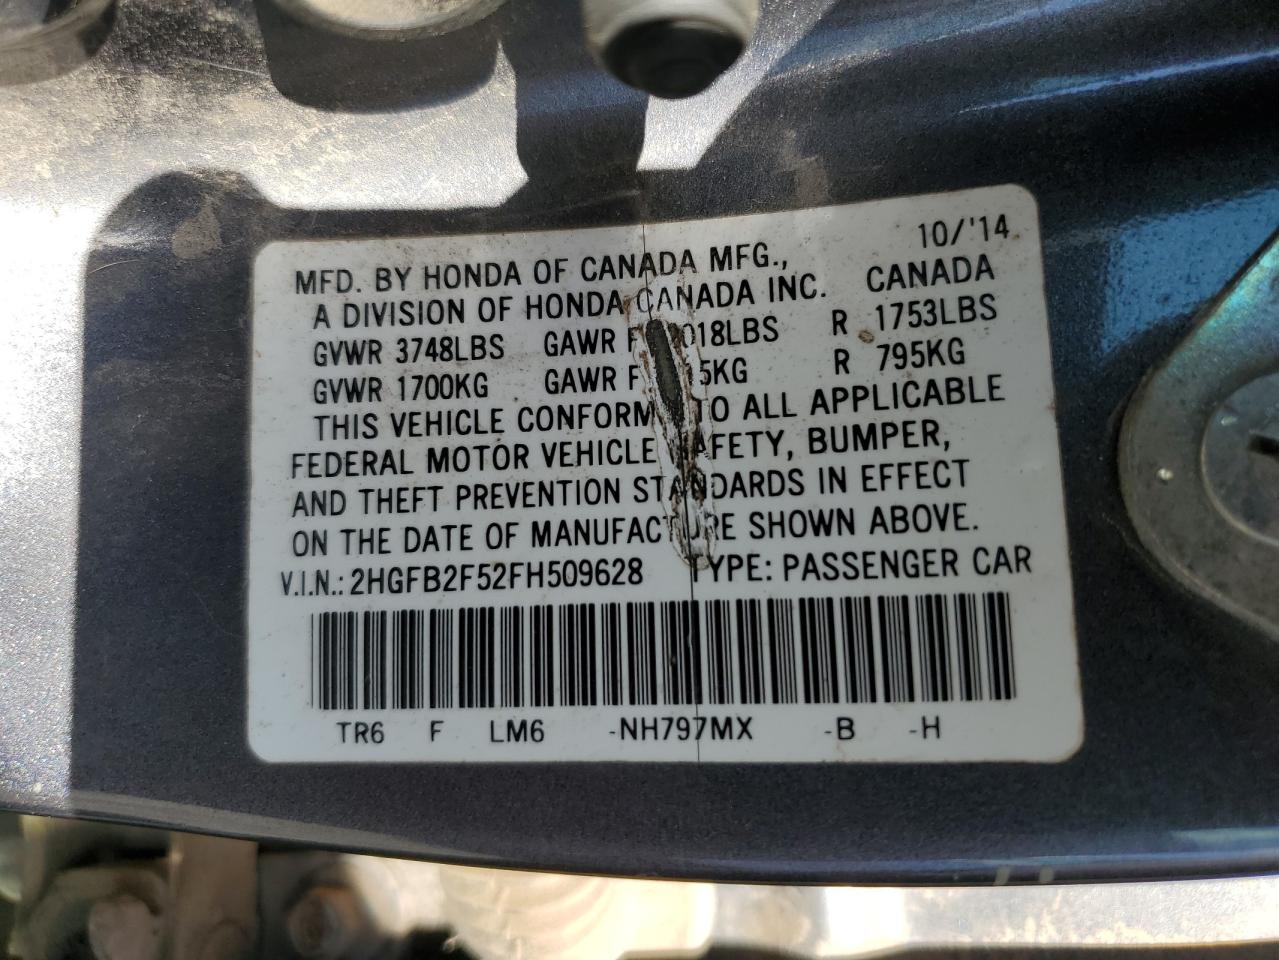 10/'14
MFD. BY HONDA OF CANADA MFG.,
A DIVISION OF HONDA CANADA INC. CANADA
GVWR 3748LBS GAWR F R 1753LBS
GVWR 1700KG GAWR F R 795KG
THIS VEHICLE CONFORM TO ALL APPLICABLE
FEDERAL MOTOR VEHICLE SAFETY, BUMPER,
AND THEFT PREVENTION STANDARDS IN EFFECT
ON THE DATE OF MANUFACTURE SHOWN ABOVE.
V.I.N.: 2HGFB2F52FH509628 TYPE: PASSENGER CAR
TR6 F LM6 -NH797MX -B -H